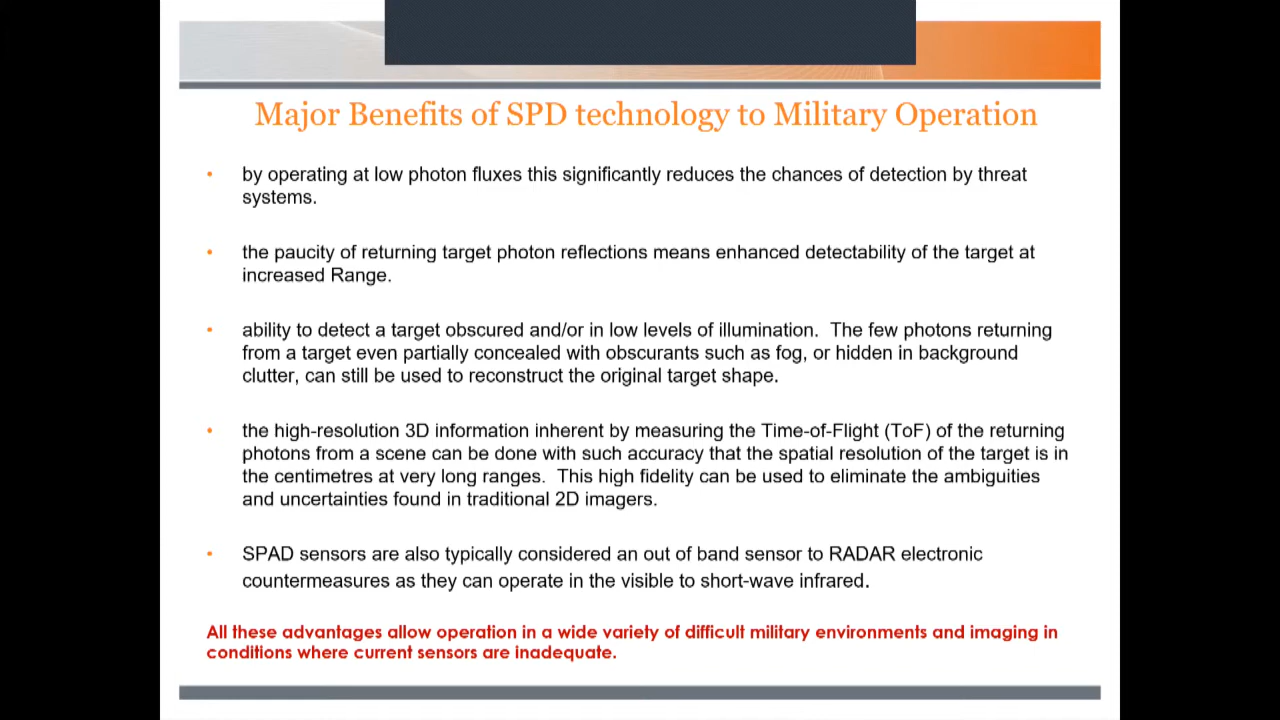 Major Benefits of SPD technology to Military Operation
• by operating at low photon fluxes this significantly reduces the chances of detection by threat
systems.
• the paucity of returning target photon reflections means enhanced detectability of the target at
increased Range.
• ability to detect a target obscured and/or in low levels of illumination.  The few photons returning
from a target even partially concealed with obscurants such as fog, or hidden in background
clutter, can still be used to reconstruct the original target shape.
• the high-resolution 3D information inherent by measuring the Time-of-Flight (ToF) of the returning
photons from a scene can be done with such accuracy that the spatial resolution of the target is in
the centimetres at very long ranges.  This high fidelity can be used to eliminate the ambiguities
and uncertainties found in traditional 2D imagers.
• SPAD sensors are also typically considered an out of band sensor to RADAR electronic
countermeasures as they can operate in the visible to short-wave infrared.
All these advantages allow operation in a wide variety of difficult military environments and imaging in
conditions where current sensors are inadequate.